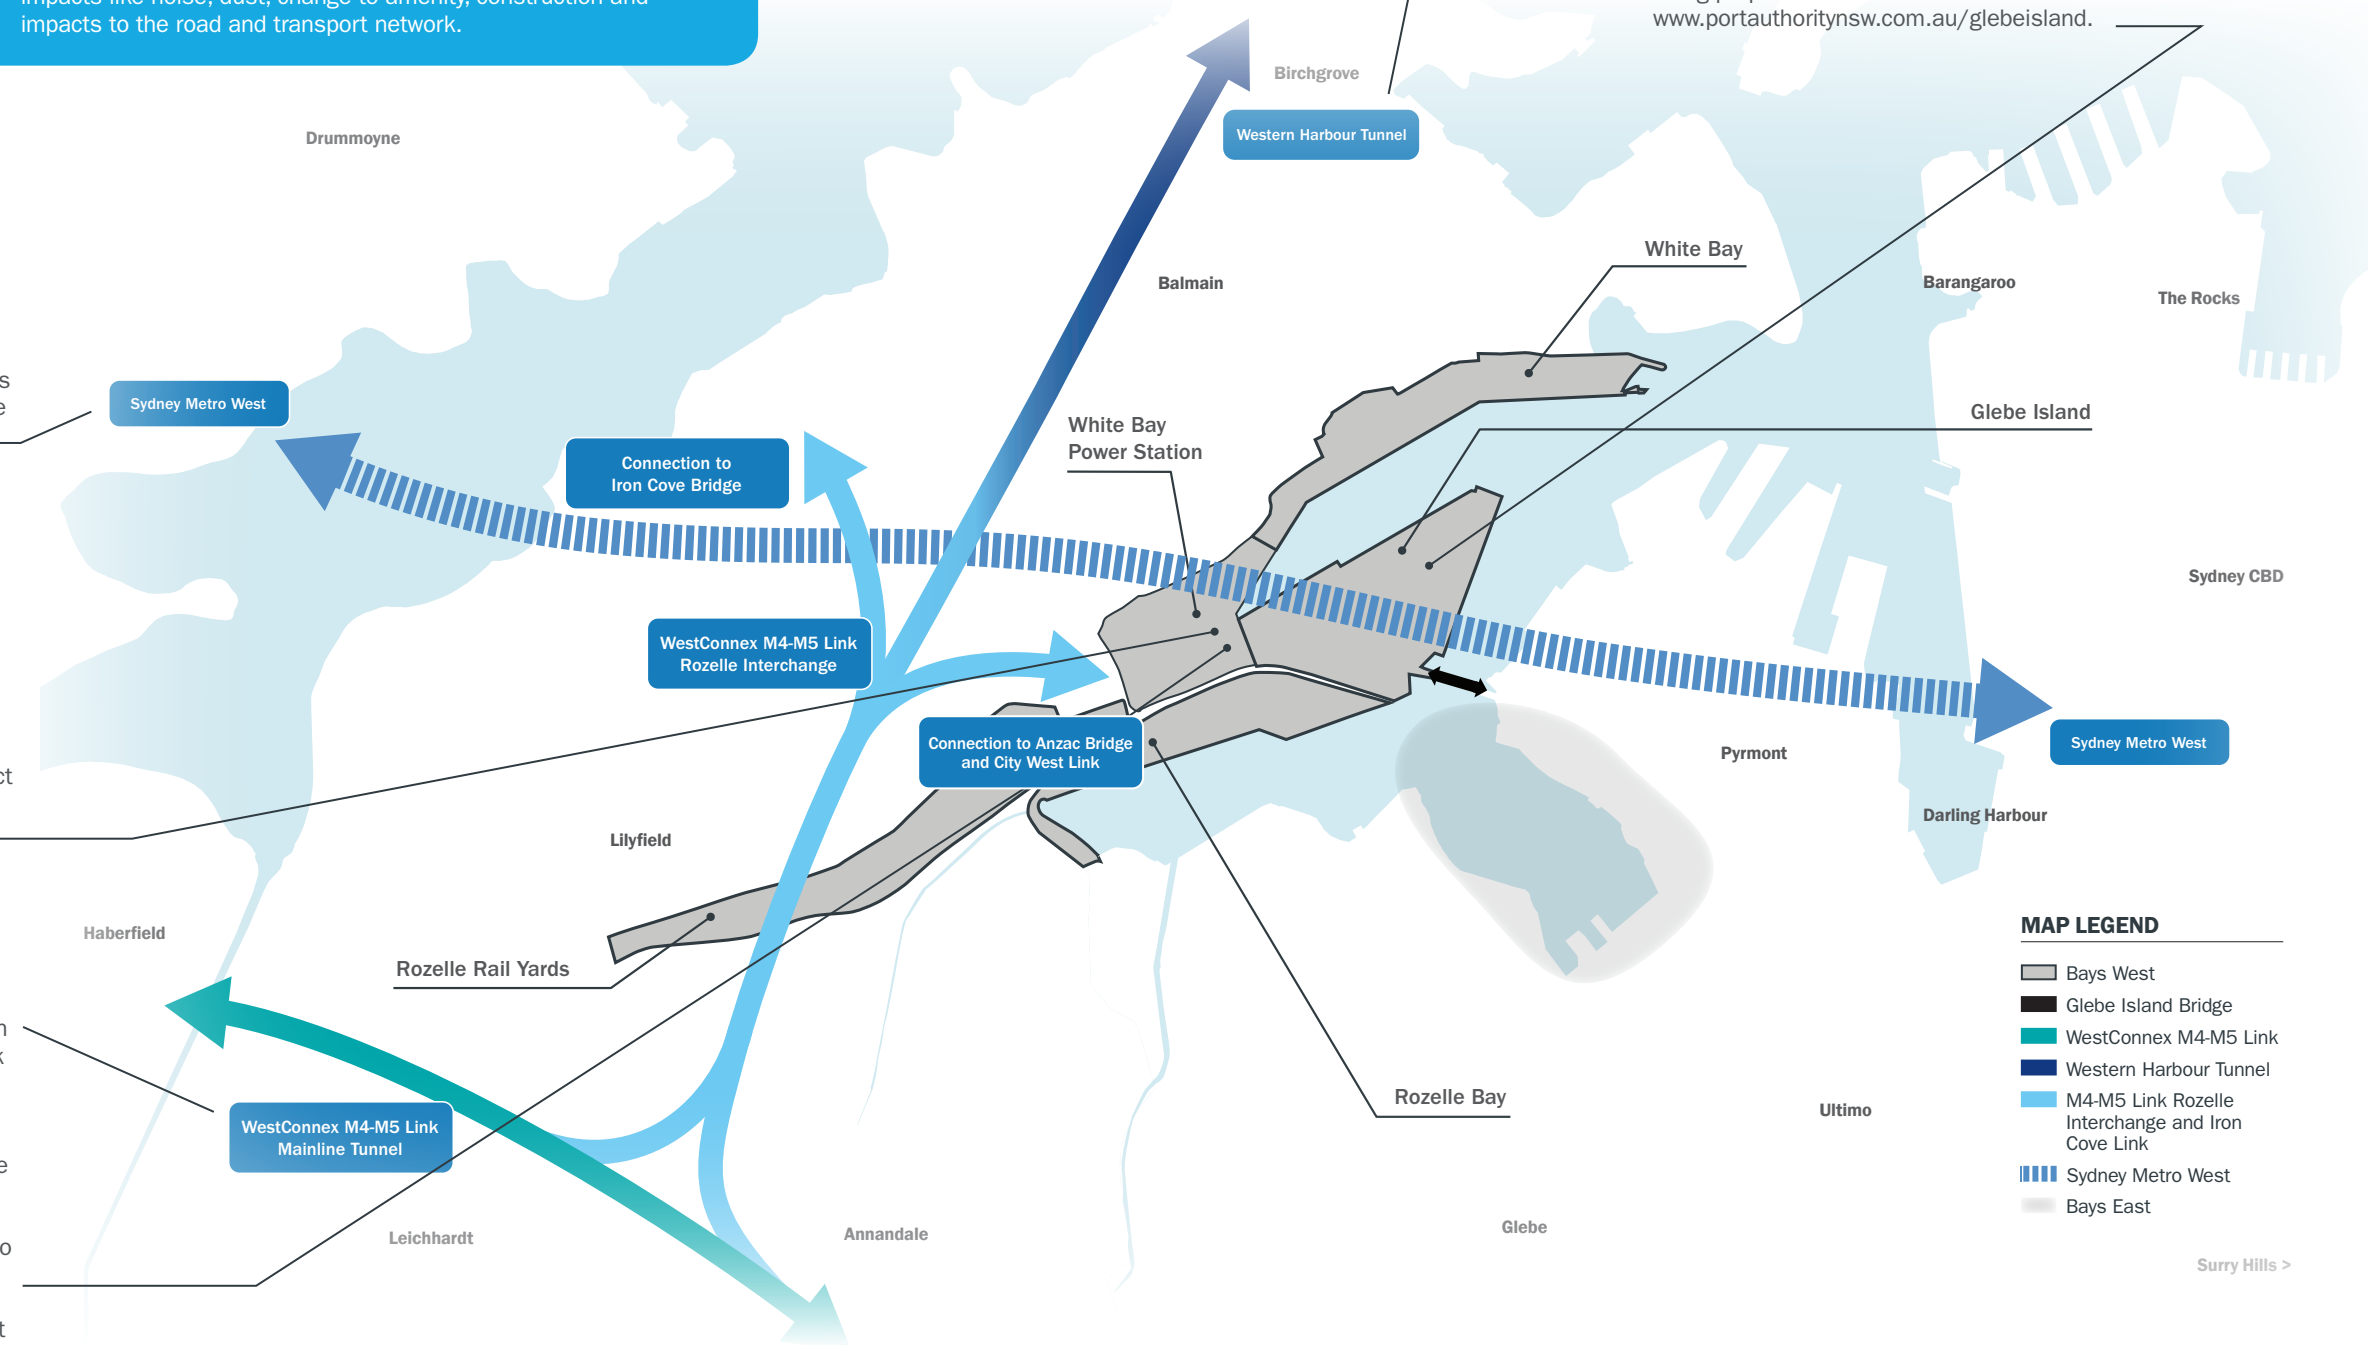 impacts to the road and transport network.
www.portauthoritynsw.com.au/glebeisland.
Birchgrove
Western Harbour Tunnel
Drummoyne
White Bay
Balmain
Barangaroo
The Rocks
s
e
Sydney Metro West
Glebe Island
White Bay
Power Station
Connection to
Iron Cove Bridge
Sydney CBD
WestConnex M4-M5 Link
Rozelle Interchange
Connection to Anzac Bridge
and City West Link
Pyrmont
Sydney Metro West
ct
Darling Harbour
Lilyfield
Haberfield
Rozelle Rail Yards
MAP LEGEND
Bays West
Glebe Island Bridge
WestConnex M4-M5 Link
Western Harbour Tunnel
M4-M5 Link Rozelle
Interchange and Iron
Cove Link
Sydney Metro West
Bays East
n
k
WestConnex M4-M5 Link
Mainline Tunnel
Rozelle Bay
Ultimo
e
Leichhardt
Annandale
Glebe
o
Surry Hills >
t